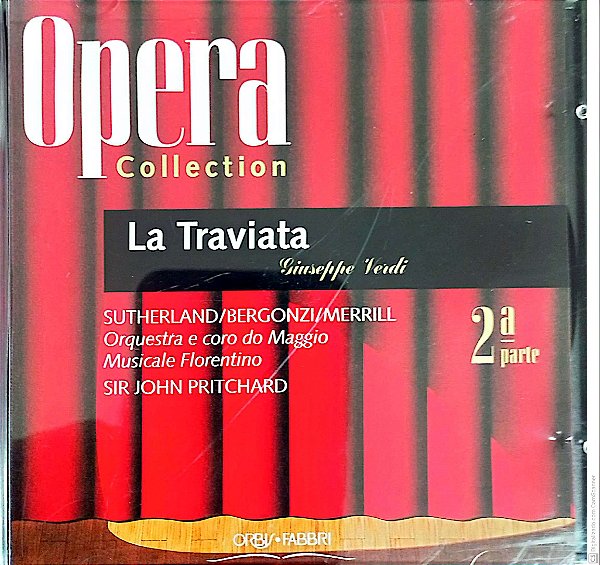 Opera
Collection
La Traviata
Giuseppe Verdi
SUTHERLAND/BERGONZI/MERRILL
Orquestra e coro do Maggio
Musicale Florentino
SIR JOHN PRITCHARD
2ª
parte
ORBIS•FABBRI